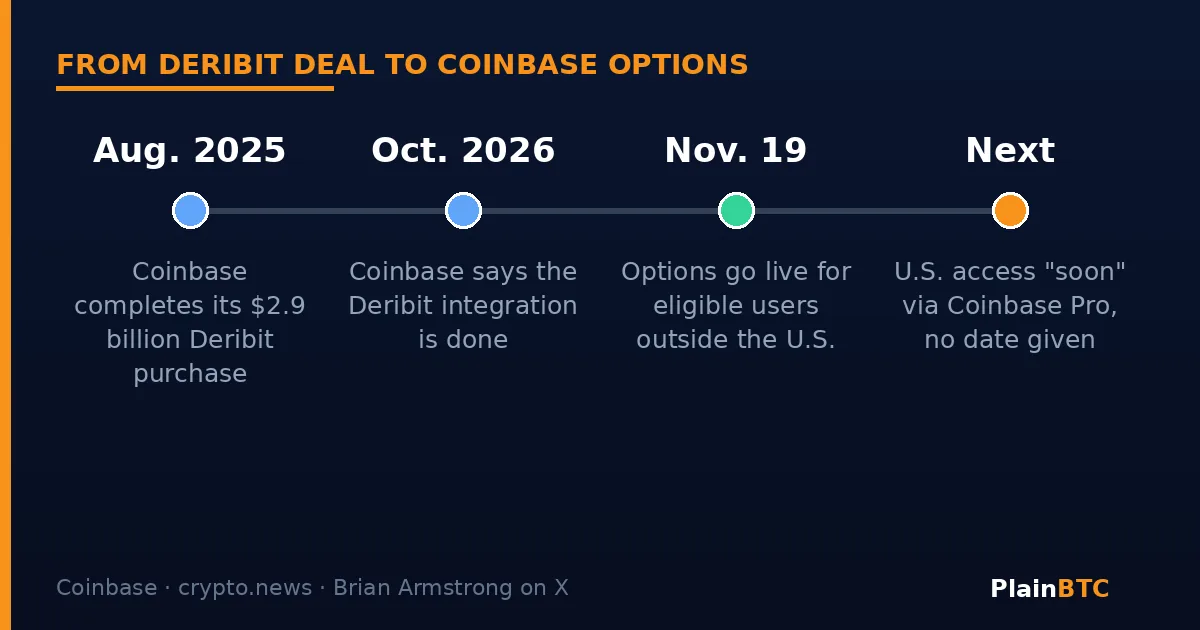 FROM DERIBIT DEAL TO COINBASE OPTIONS
Aug. 2025
Coinbase
completes its $2.9
billion Deribit
purchase
Oct. 2026
Coinbase says the
Deribit integration
is done
Nov. 19
Options go live for
eligible users
outside the U.S.
Next
U.S. access "soon"
via Coinbase Pro,
no date given
Coinbase · crypto.news · Brian Armstrong on X
PlainBTC